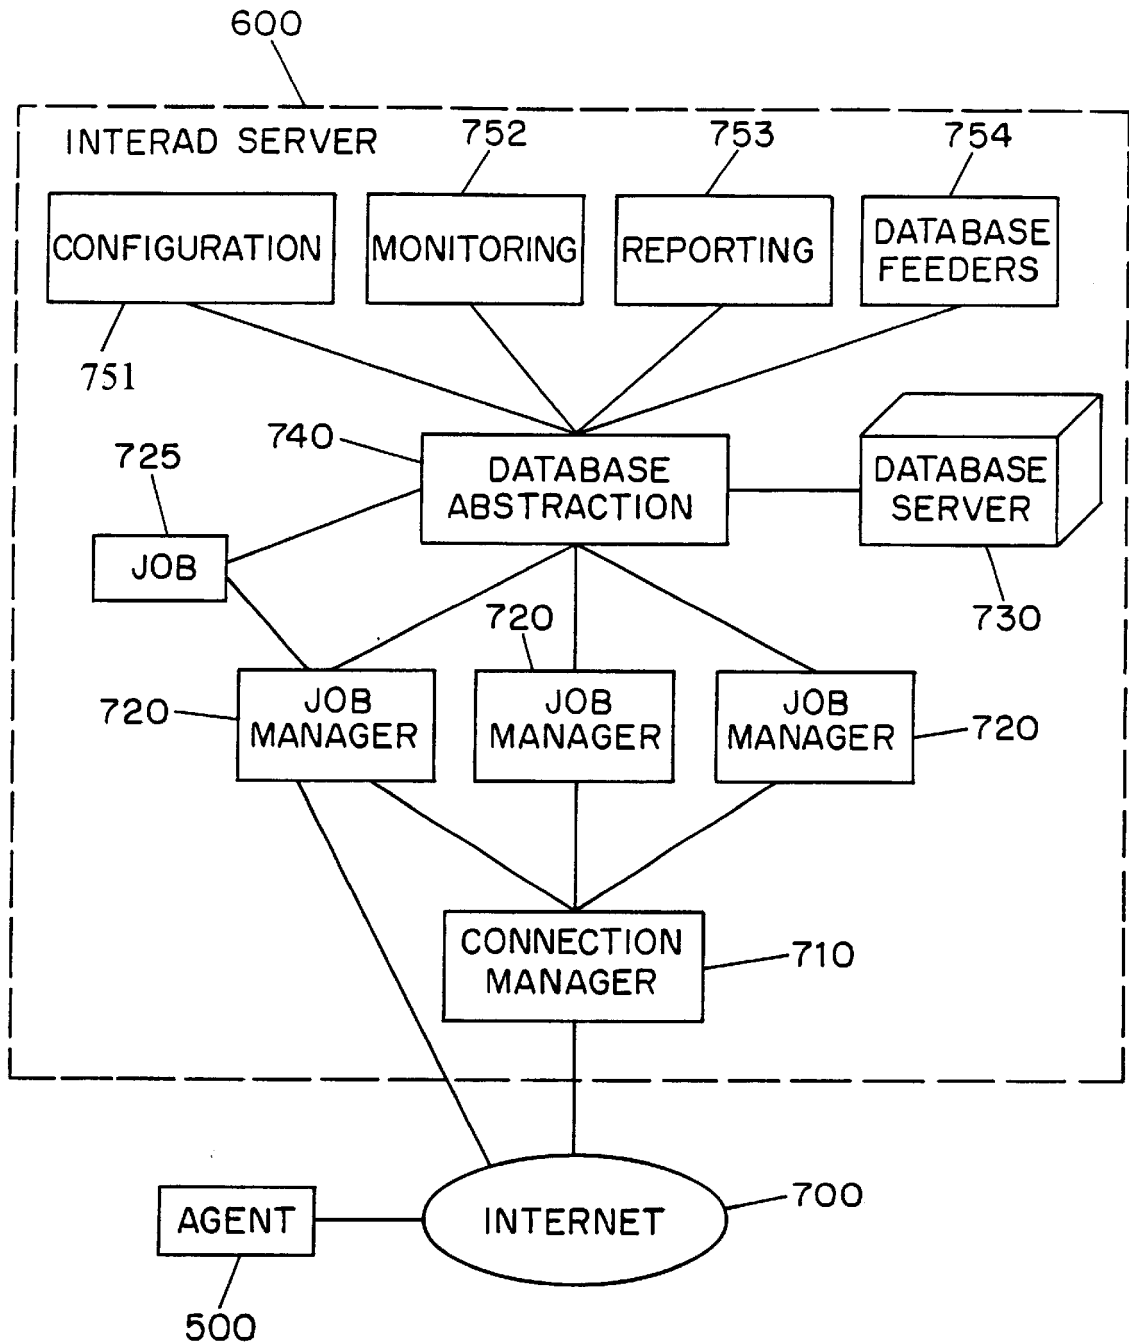 600
INTERAD SERVER
752
753
754
CONFIGURATION
MONITORING
REPORTING
DATABASE
FEEDERS
751
740
DATABASE
ABSTRACTION
DATABASE
SERVER
725
JOB
730
720
720
JOB
MANAGER
JOB
MANAGER
JOB
MANAGER
720
CONNECTION
MANAGER
710
700
AGENT
INTERNET
500